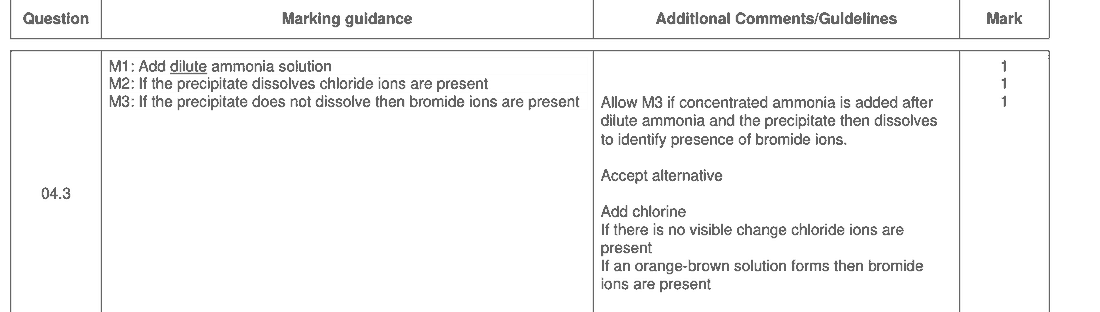 Question Marking guidance Additional Comments/Guidelines Mark
M1: Add dilute ammonia solution 1
M2: If the precipitate dissolves chloride ions are present 1
M3: If the precipitate does not dissolve then bromide ions are present 1
04.3
Allow M3 if concentrated ammonia is added after
dilute ammonia and the precipitate then dissolves
to identify presence of bromide ions.
Accept alternative
Add chlorine
If there is no visible change chloride ions are
present
If an orange-brown solution forms then bromide
ions are present